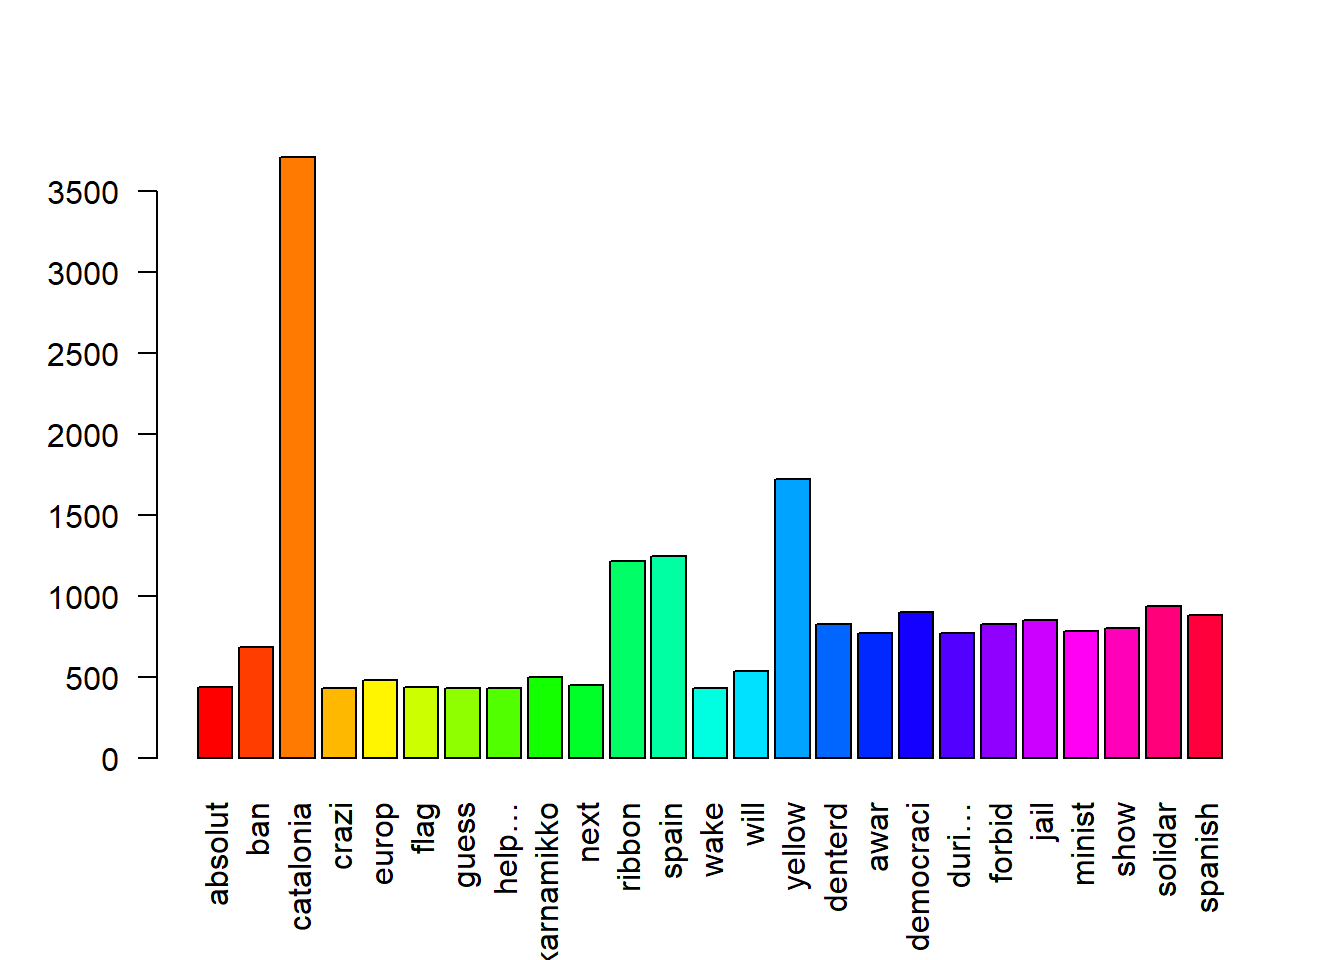 3500
3000
2500
2000
1500
1000
500
0
absolut
ban
catalonia
crazi
europ
flag
guess
help…
karnamikko
next
ribbon
spain
wake
will
yellow
denterd
awar
democraci
duri…
forbid
jail
minist
show
solidar
spanish